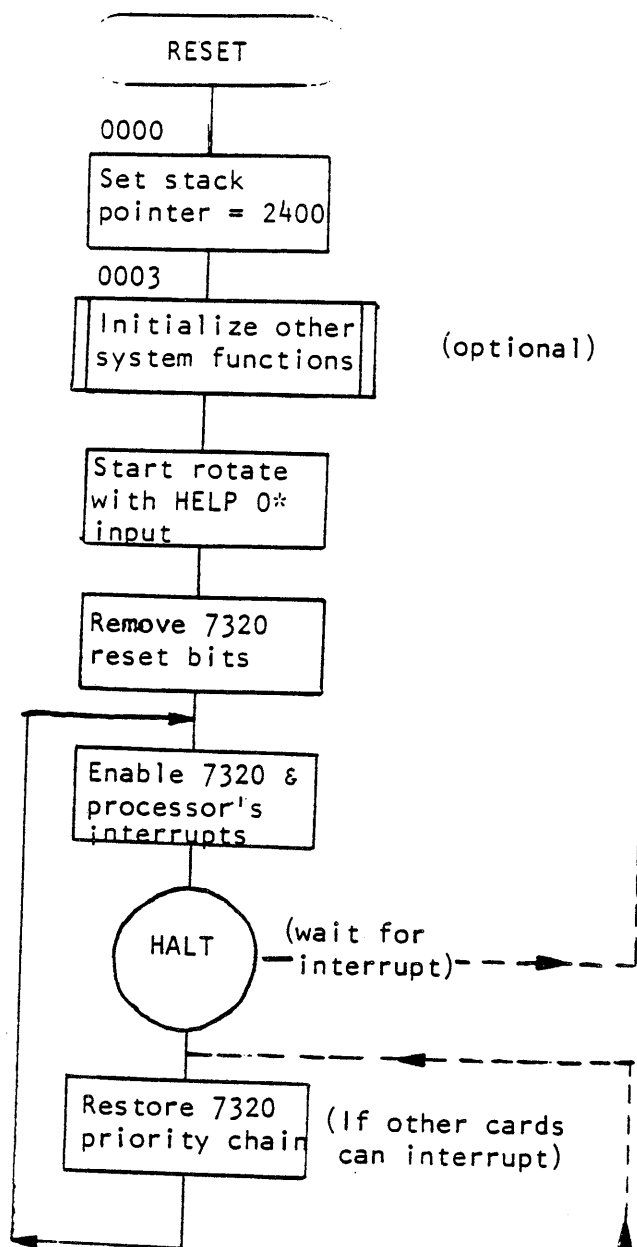 RESET
0000
Set stack
pointer = 2400
0003
Initialize other
system functions
(optional)
Start rotate
with HELP 0*
input
Remove 7320
reset bits
Enable 7320 &
processor's
interrupts
HALT
(wait for
interrupt)
Restore 7320
priority chain
(If other cards
can interrupt)